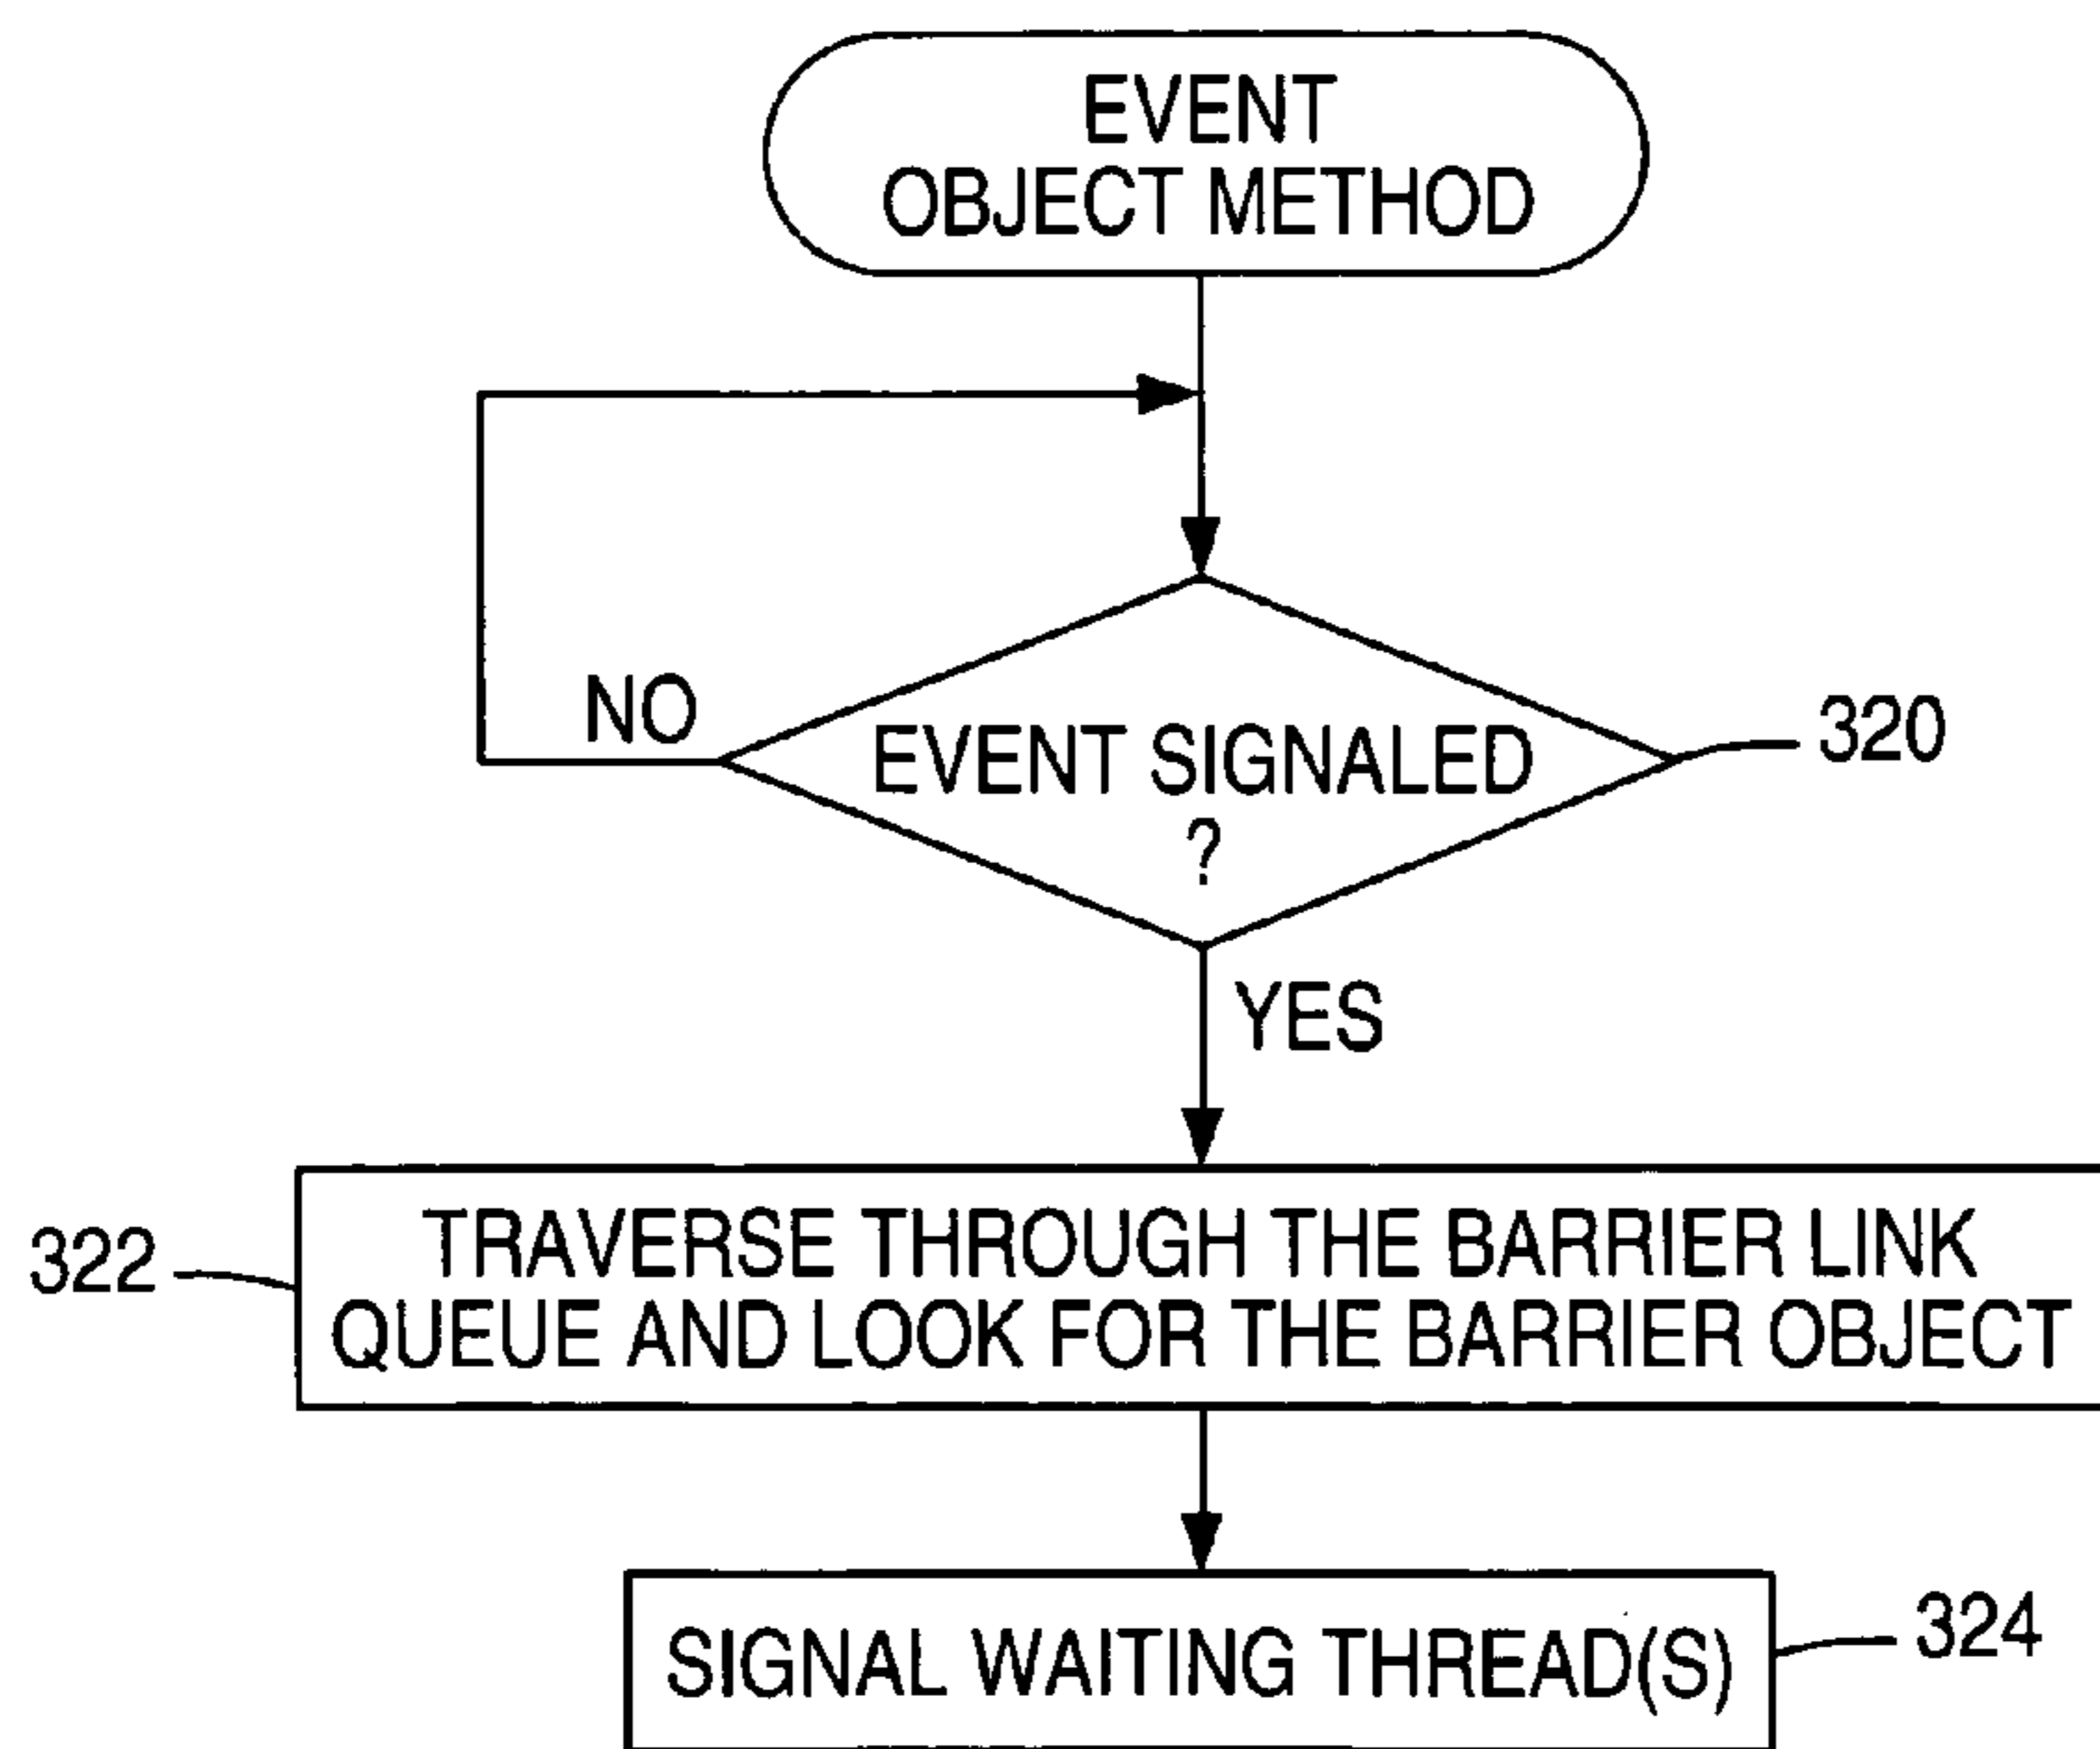 EVENT
OBJECT METHOD
NO
EVENT SIGNALED
?
320
YES
322
TRAVERSE THROUGH THE BARRIER LINK
QUEUE AND LOOK FOR THE BARRIER OBJECT
SIGNAL WAITING THREAD(S)
324